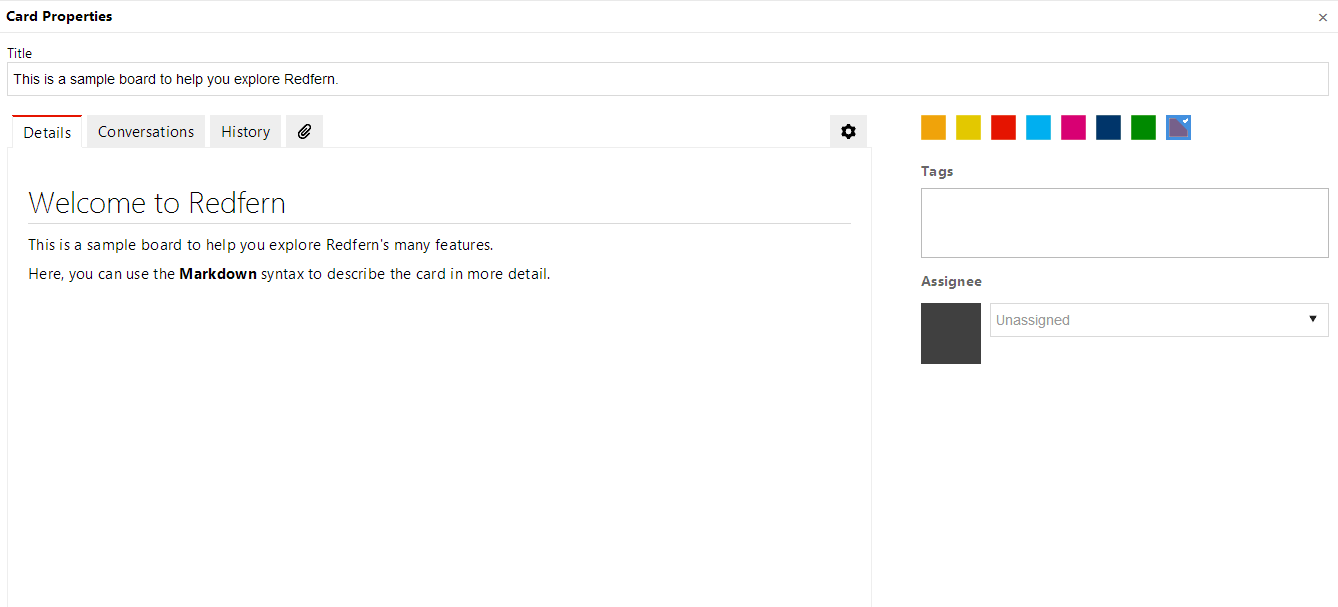 Card Properties
Title
This is a sample board to help you explore Redfern.
Details
Conversations
History
Welcome to Redfern
This is a sample board to help you explore Redfern's many features.
Here, you can use the Markdown syntax to describe the card in more detail.
Tags
Assignee
Unassigned